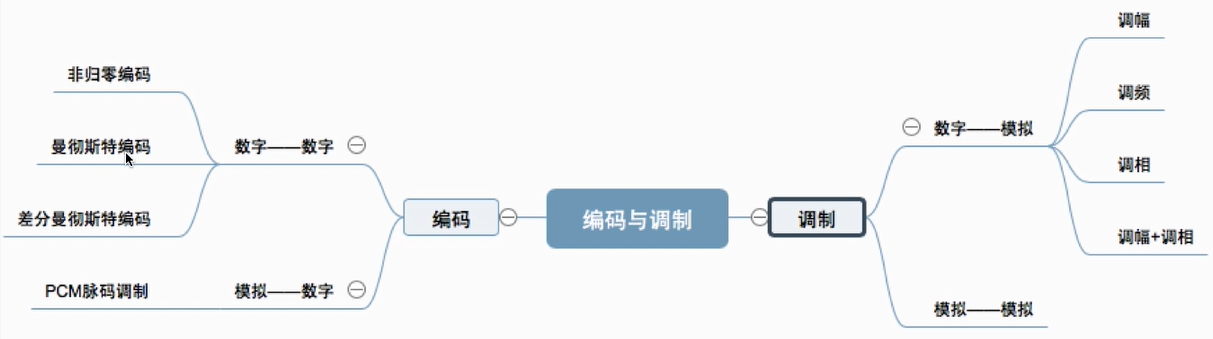 编码与调制
编码
数字——数字
非归零编码
曼彻斯特编码
差分曼彻斯特编码
模拟——数字
PCM脉码调制
调制
数字——模拟
调幅
调频
调相
调幅+调相
模拟——模拟